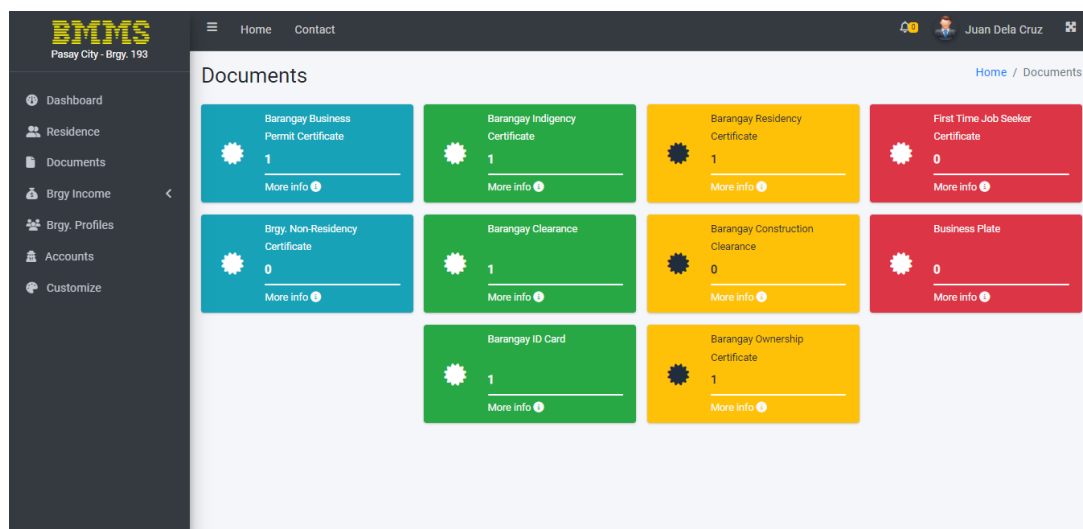 BMMS
Pasay City - Brgy. 193
Dashboard
Residence
Documents
Brgy Income
Brgy. Profiles
Accounts
Customize
Home Contact
0
Juan Dela Cruz
Documents
Home / Documents
Barangay Business
Permit Certificate
1
More info
Barangay Indigency
Certificate
1
More info
Barangay Residency
Certificate
1
More info
First Time Job Seeker
Certificate
0
More info
Brgy. Non-Residency
Certificate
0
More info
Barangay Clearance
1
More info
Barangay Construction
Clearance
0
More info
Business Plate
0
More info
Barangay ID Card
1
More info
Barangay Ownership
Certificate
1
More info